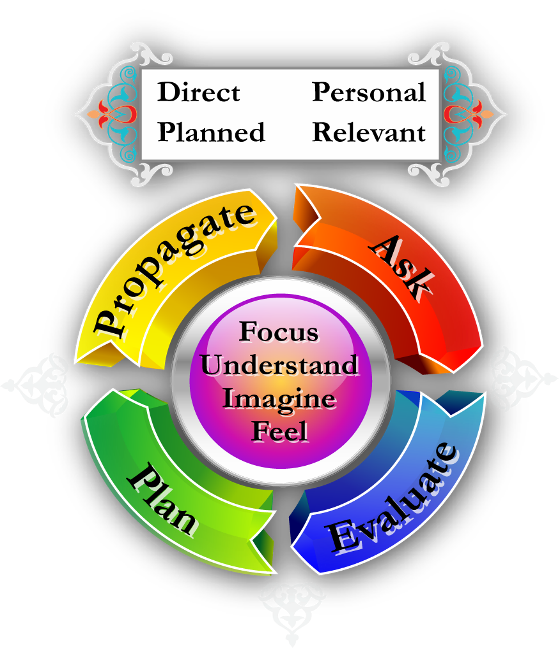 Direct Personal
Planned Relevant
Propagate
Ask
Focus
Understand
Imagine
Feel
Plan
Evaluate